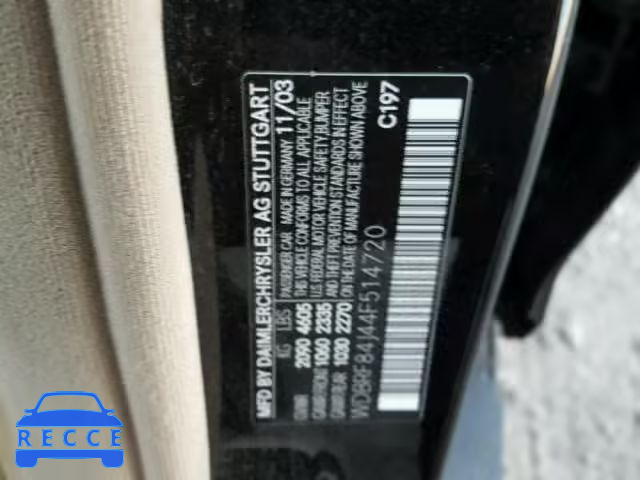 MFD BY DAIMLERCHRYSLER AG STUTTGART
PASSENGER CAR MADE IN GERMANY 11/03
KG LBS THIS VEHICLE CONFORMS TO ALL APPLICABLE
GVWR 2090 4605 U.S. FEDERAL MOTOR VEHICLE SAFETY, BUMPER
GAWR FRONT 1060 2335 AND THEFT PREVENTION STANDARDS IN EFFECT
GAWR REAR 1030 2270 ON THE DATE OF MANUFACTURE SHOWN ABOVE
WDBRF84J44F514720 C197
RECCE